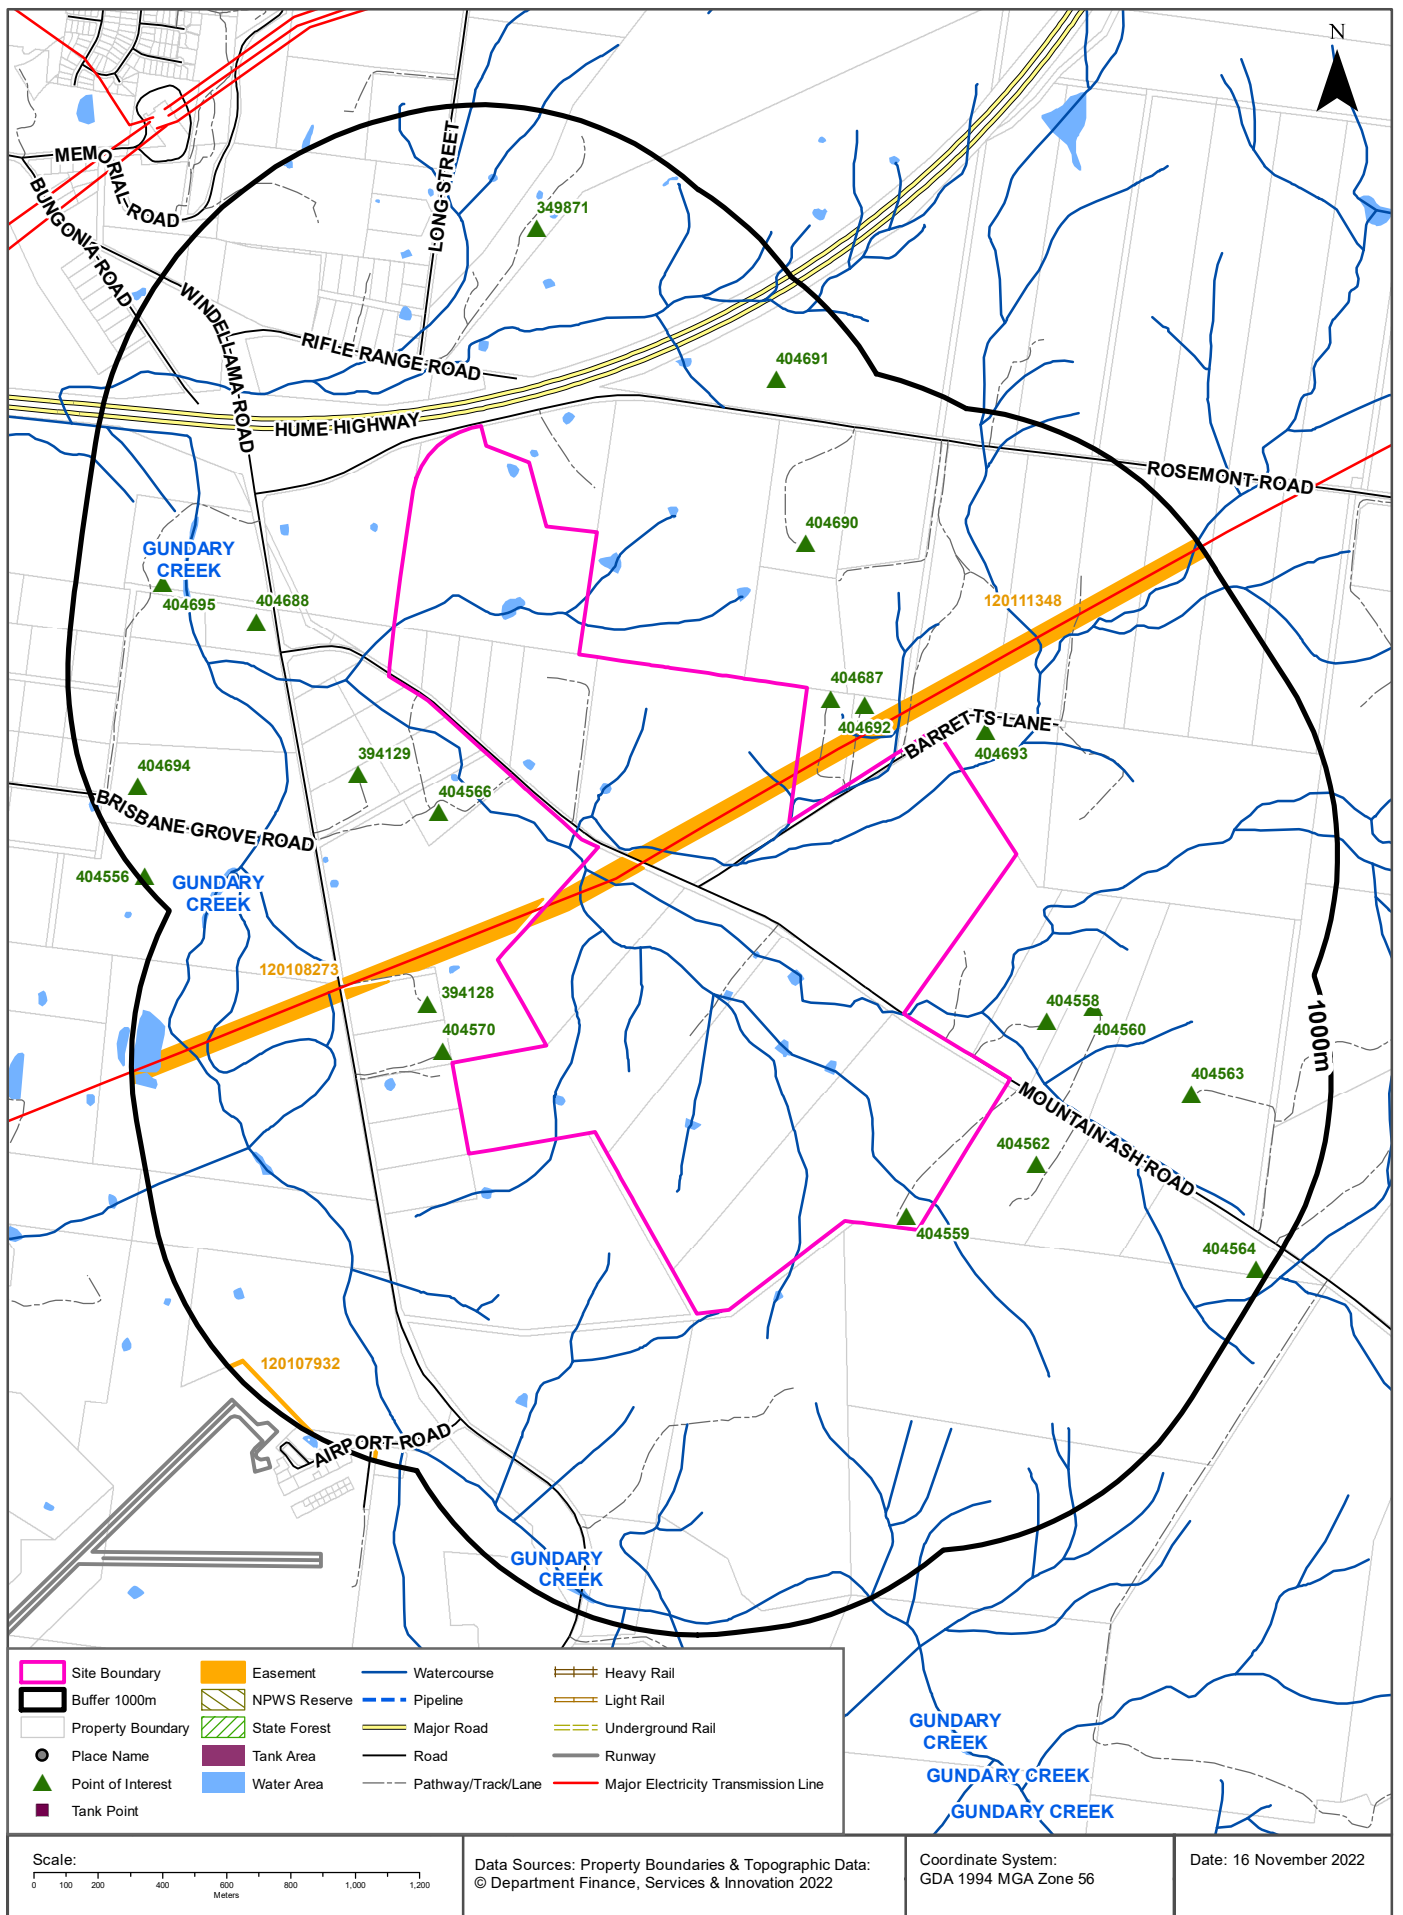 N
MEMORIAL ROAD
BUNGONIA ROAD
LONG STREET
349871
WINDELLAMA ROAD
RIFLE RANGE ROAD
404691
HUME HIGHWAY
ROSEMONT ROAD
404690
GUNDARY
CREEK
404695
404688
120111348
404687
404692
BARRETTS LANE
404693
394129
404694
404566
BRISBANE GROVE ROAD
404556
GUNDARY
CREEK
120108273
394128
404570
404558
404560
1000m
404563
MOUNTAIN ASH ROAD
404562
404559
404564
120107932
AIRPORT ROAD
GUNDARY
CREEK
GUNDARY
CREEK
GUNDARY CREEK
GUNDARY CREEK
Site Boundary
Buffer 1000m
Property Boundary
Place Name
Point of Interest
Tank Point
Easement
NPWS Reserve
State Forest
Tank Area
Water Area
Watercourse
Pipeline
Major Road
Road
Pathway/Track/Lane
Heavy Rail
Light Rail
Underground Rail
Runway
Major Electricity Transmission Line
Scale:
0 100 200 400 600 800 1,000 1,200
Meters
Data Sources: Property Boundaries & Topographic Data:
© Department Finance, Services & Innovation 2022
Coordinate System:
GDA 1994 MGA Zone 56
Date: 16 November 2022